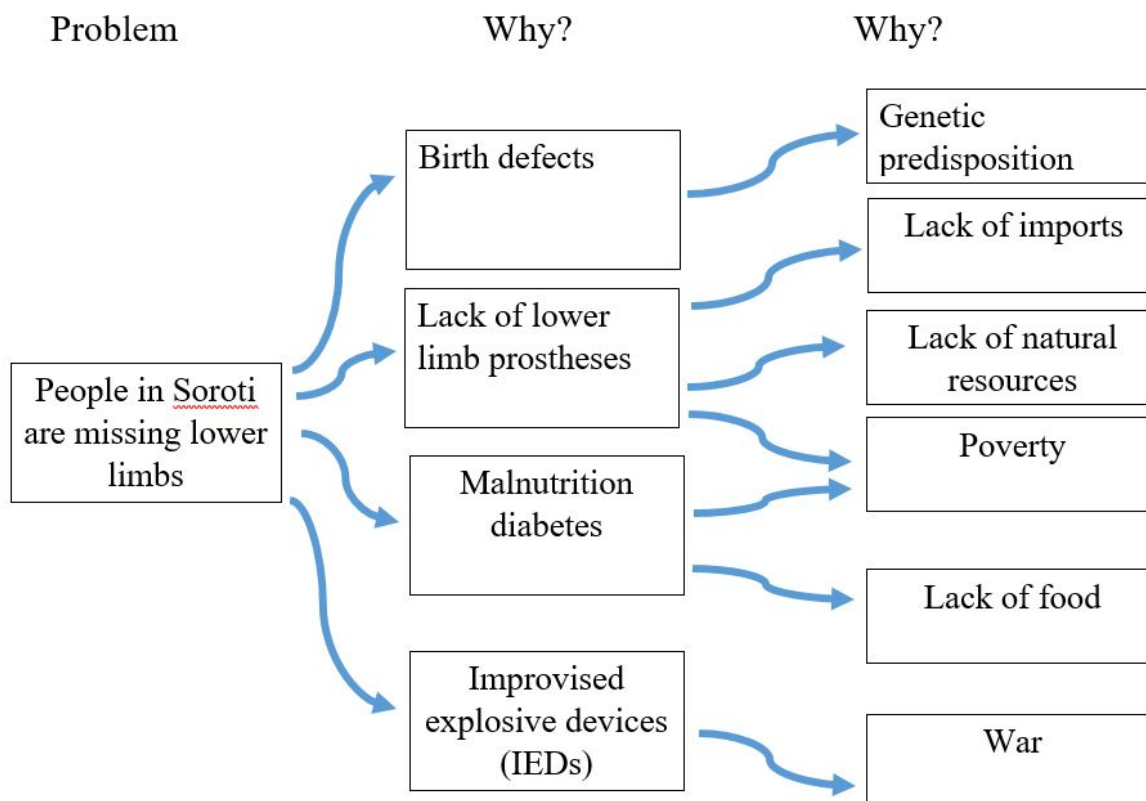 Problem
Why?
Why?
People in Soroti
are missing lower
limbs
Birth defects
Lack of lower
limb prostheses
Malnutrition
diabetes
Improvised
explosive devices
(IEDs)
Genetic
predisposition
Lack of imports
Lack of natural
resources
Poverty
Lack of food
War